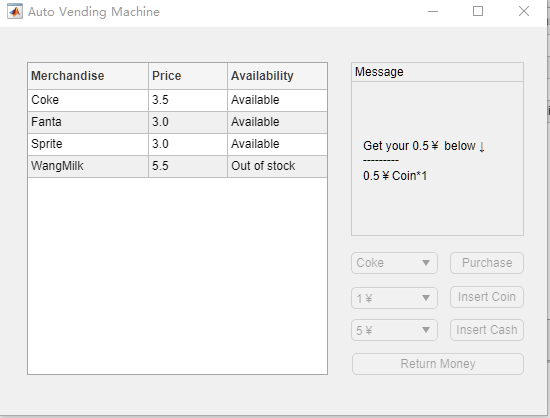 Auto Vending Machine
Merchandise Price Availability
Coke 3.5 Available
Fanta 3.0 Available
Sprite 3.0 Available
WangMilk 5.5 Out of stock
Message
Get your 0.5 ¥ below ↓
---------
0.5 ¥ Coin*1
Coke Purchase
1 ¥ Insert Coin
5 ¥ Insert Cash
Return Money